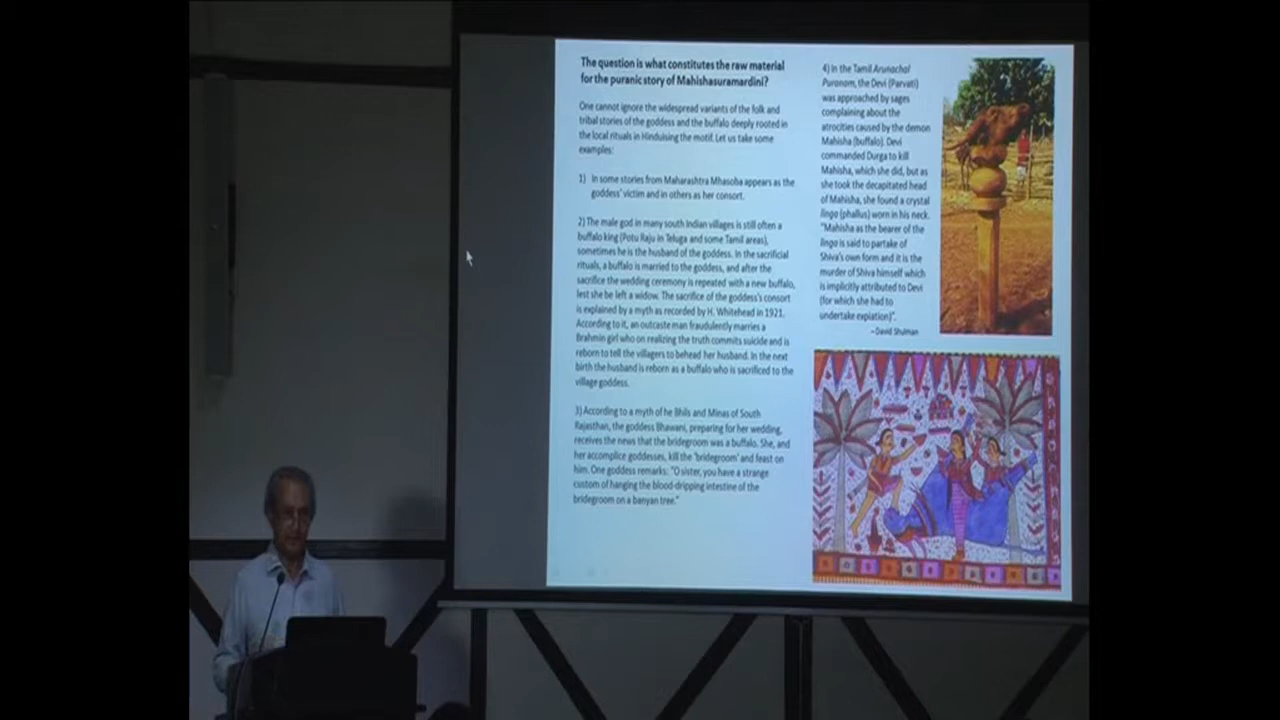 The question is what constitutes the raw material
for the puranic story of Mahishasuramardini?
One cannot ignore the widespread variants of the folk and
tribal stories of the goddess and the buffalo deeply rooted in
the local rituals in Hinduising the motif. Let us take some
examples:
1) In some stories from Maharashtra Mhasoba appears as the
goddess' victim and in others as her consort.
2) The male god in many south Indian villages is still often a
buffalo king (Potu Raju in Teluga and some Tamil areas),
sometimes he is the husband of the goddess. In the sacrificial
rituals, a buffalo is married to the goddess, and after the
sacrifice the wedding ceremony is repeated with a new buffalo,
lest she be left a widow. The sacrifice of the goddess's consort
is explained by a myth as recorded by H. Whitehead in 1921.
According to it, an outcaste man fraudulently marries a
Brahmin girl who on realizing the truth commits suicide and is
reborn to tell the villagers to behead her husband. In the next
birth the husband is reborn as a buffalo who is sacrificed to the
village goddess.
3) According to a myth of he Bhils and Minas of South
Rajasthan, the goddess Bhawani, preparing for her wedding,
receives the news that the bridegroom was a buffalo. She, and
her accomplice goddesses, kill the 'bridegroom' and feast on
him. One goddess remarks: "O sister, you have a strange
custom of hanging the blood-dripping intestine of the
bridegroom on a banyan tree."
4) In the Tamil Arunachal
Puranam, the Devi (Parvati)
was approached by sages
complaining about the
atrocities caused by the demon
Mahisha (buffalo). Devi
commanded Durga to kill
Mahisha, which she did, but as
she took the decapitated head
of Mahisha, she found a crystal
linga (phallus) worn in his neck.
"Mahisha as the bearer of the
linga is said to partake of
Shiva's own form and it is the
murder of Shiva himself which
is implicitly attributed to Devi
(for which she had to
undertake expiation)".
–David Shulman